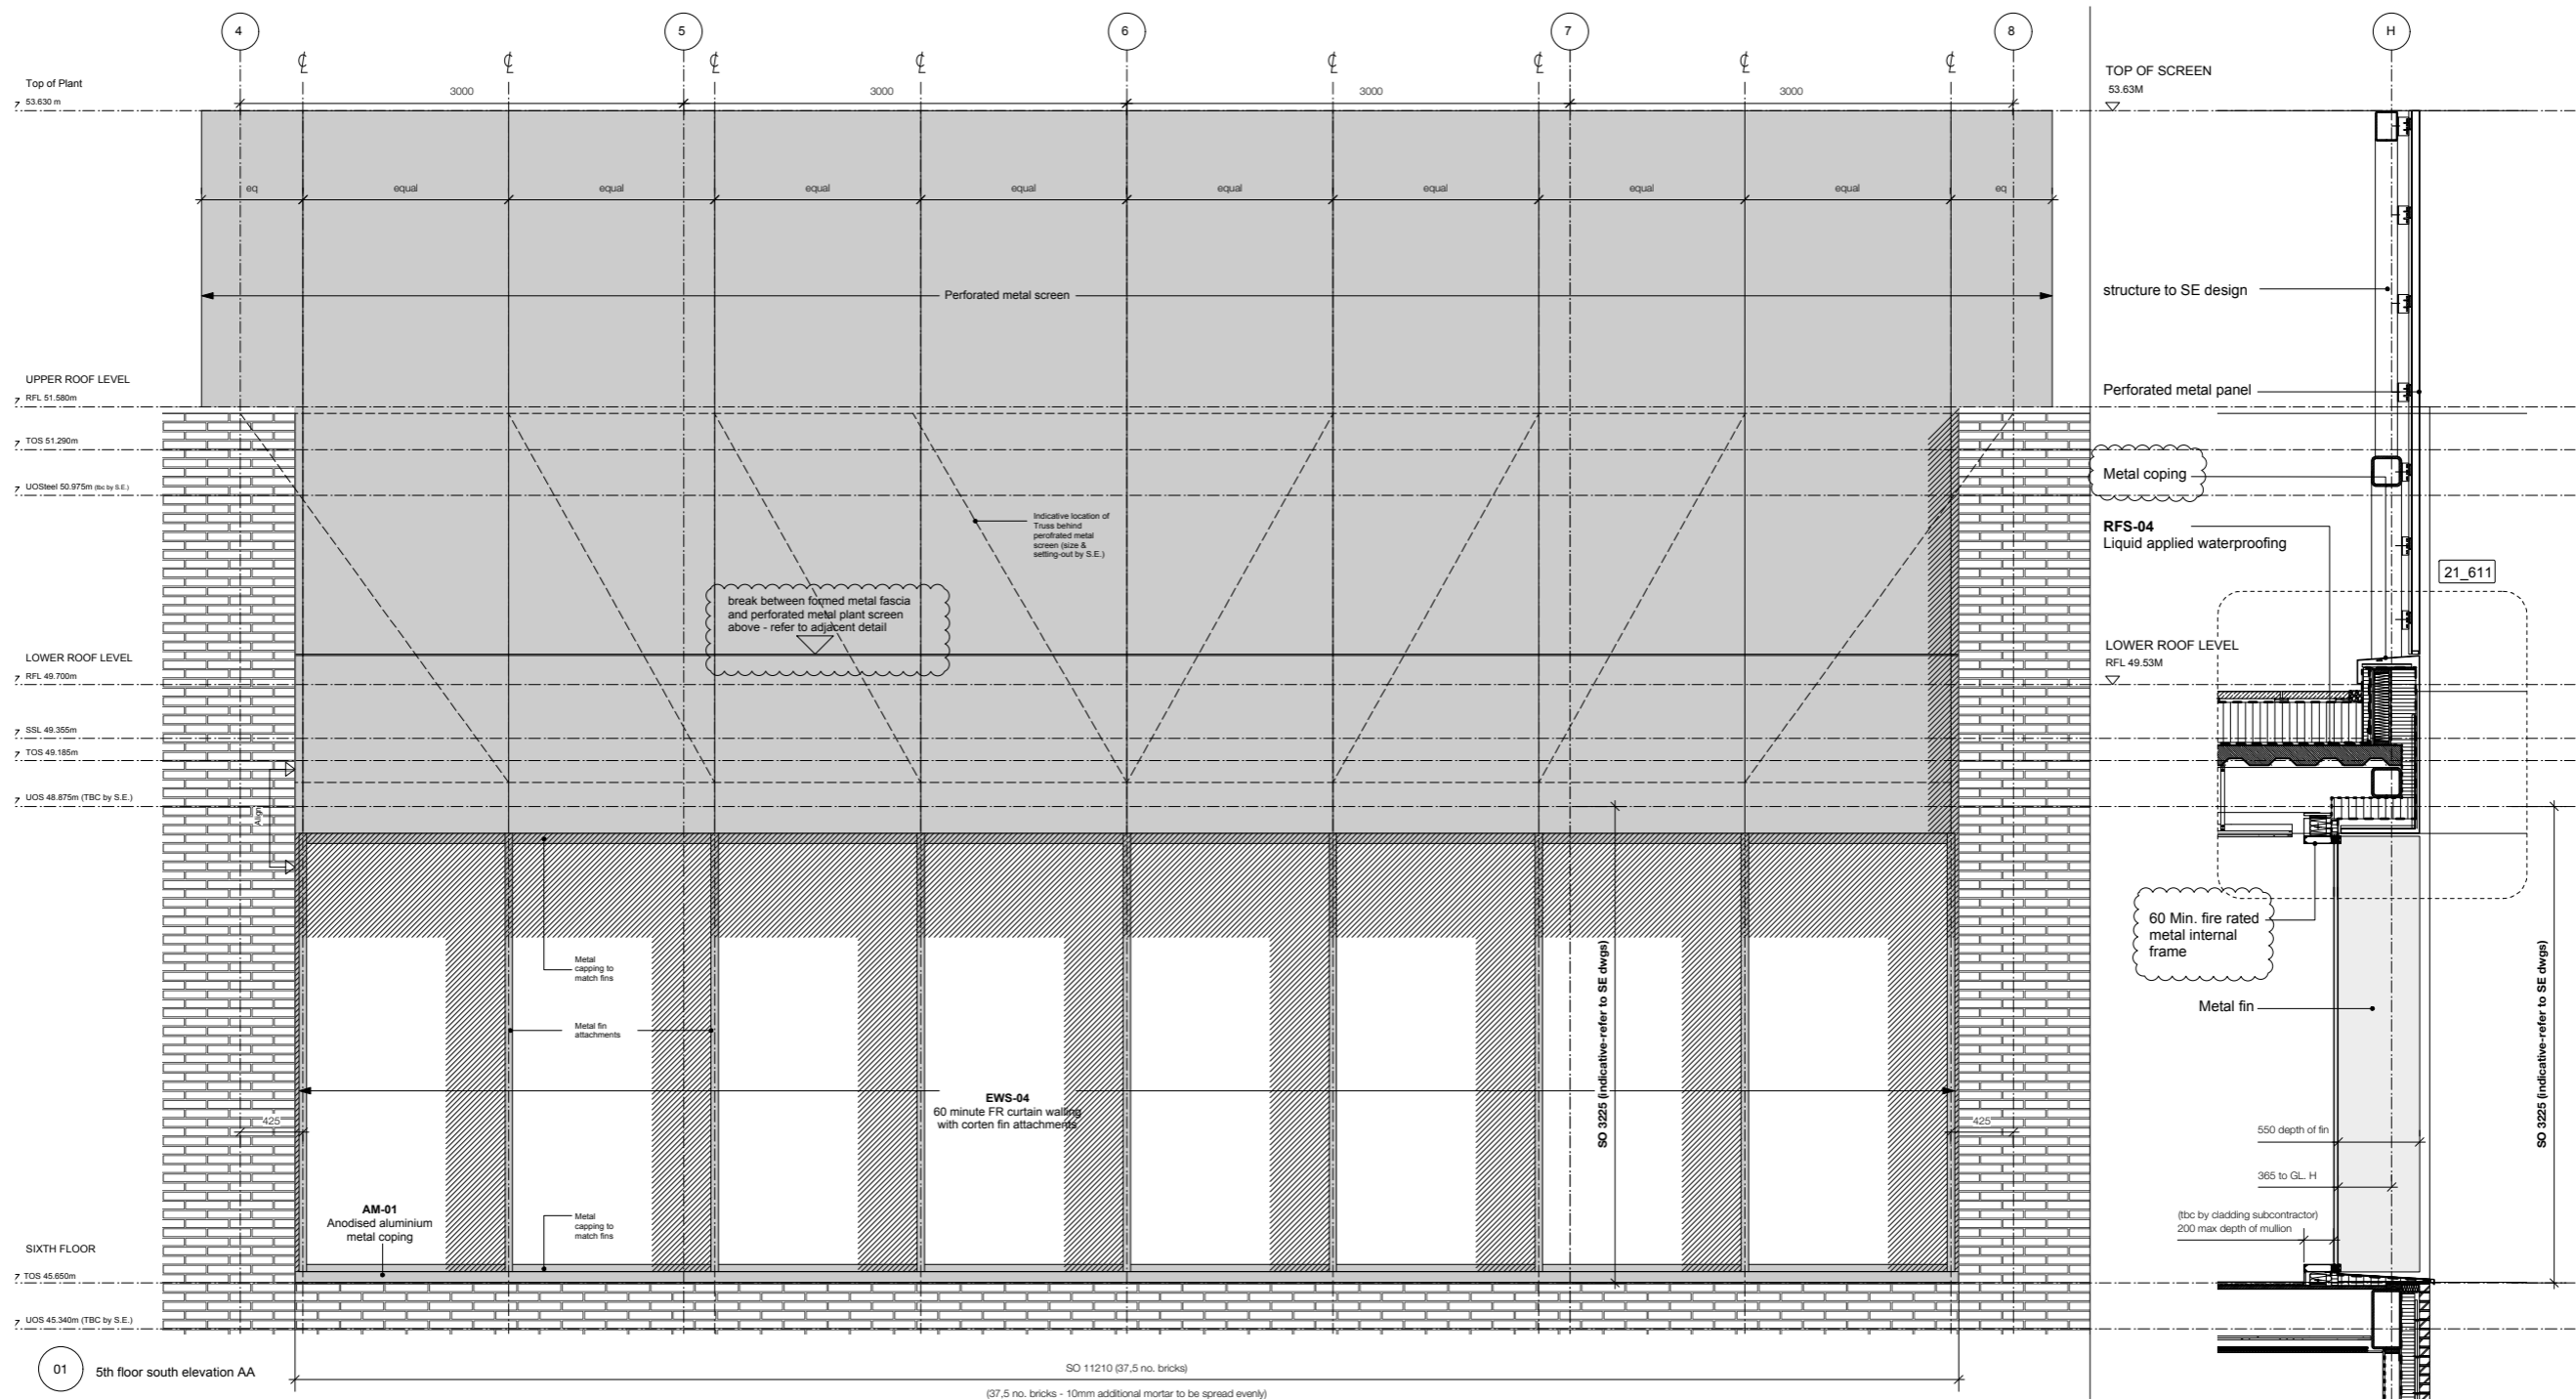 4
5
6
7
8
H
Top of Plant
53.630 m
3000
3000
3000
3000
TOP OF SCREEN
53.63M
eq
equal
equal
equal
equal
equal
equal
equal
equal
eq
Perforated metal screen
structure to SE design
UPPER ROOF LEVEL
RFL 51.580m
Perforated metal panel
TOS 51.290m
UOSteel 50.975m (tbc by S.E.)
Metal coping
Indicative location of
Truss behind
perofrated metal
screen (size &
setting-out by S.E.)
RFS-04
Liquid applied waterproofing
21_611
break between formed metal fascia
and perforated metal plant screen
above - refer to adjacent detail
LOWER ROOF LEVEL
RFL 49.700m
LOWER ROOF LEVEL
RFL 49.53M
SSL 49.355m
TOS 49.185m
UOS 48.875m (TBC by S.E.)
Align
60 Min. fire rated
metal internal
frame
Metal
capping to
match fins
Metal fin
Metal fin
attachments
SO 3225 (indicative-refer to SE dwgs)
SO 3225 (indicative-refer to SE dwgs)
EWS-04
60 minute FR curtain walling
with corten fin attachments
425
425
550 depth of fin
365 to GL. H
AM-01
Anodised aluminium
metal coping
Metal
capping to
match fins
(tbc by cladding subcontractor)
200 max depth of mullion
SIXTH FLOOR
TOS 45.650m
UOS 45.340m (TBC by S.E.)
01
5th floor south elevation AA
SO 11210 (37,5 no. bricks)
(37,5 no. bricks - 10mm additional mortar to be spread evenly)